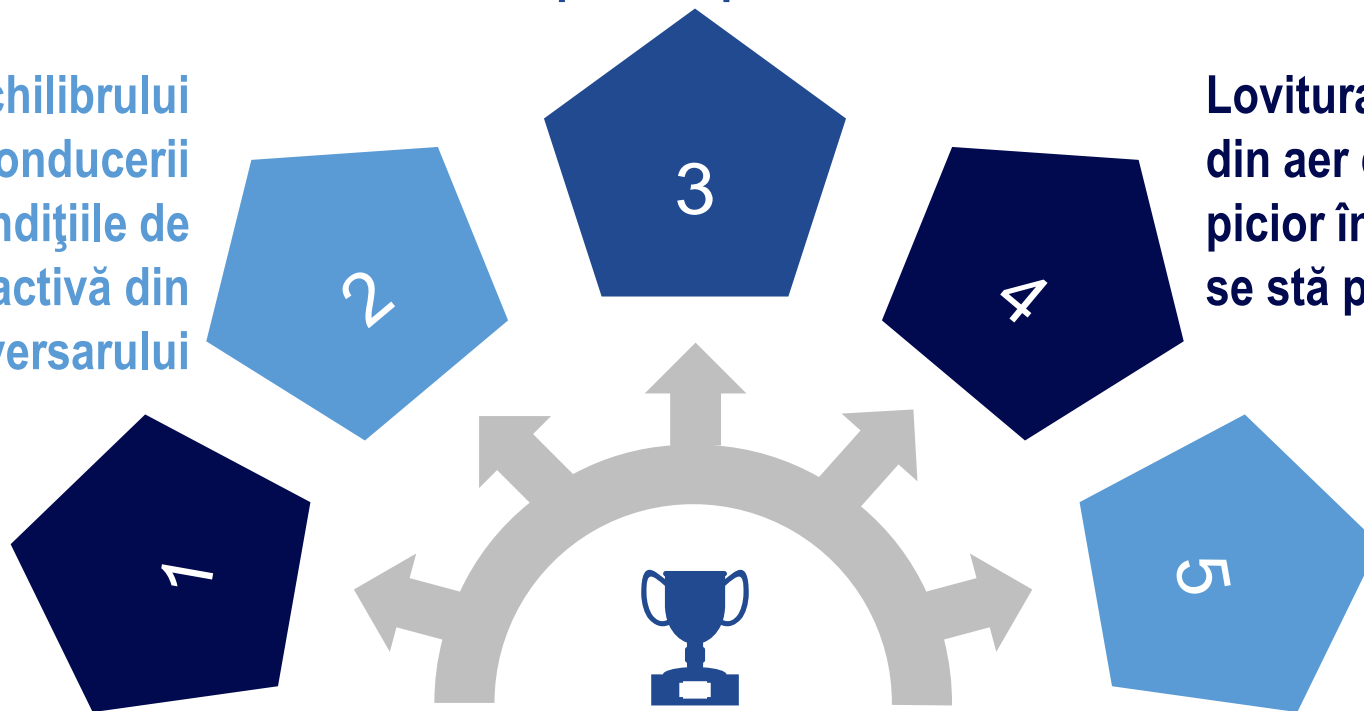 chilibrului
onducerii
ndiţiile de
activă din
versarului
Lovitura
din aer
picior în
se stă p
1
2
3
4
5